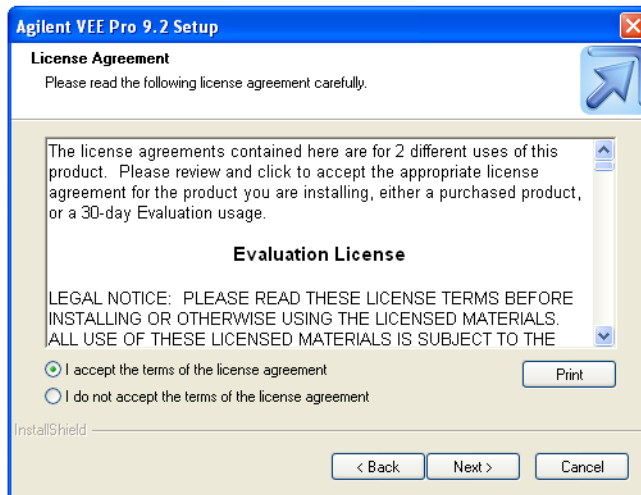 Agilent VEE Pro 9.2 Setup
License Agreement
Please read the following license agreement carefully.
The license agreements contained here are for 2 different uses of this
product.  Please review and click to accept the appropriate license
agreement for the product you are installing, either a purchased product,
or a 30-day Evaluation usage.
Evaluation License
LEGAL NOTICE:  PLEASE READ THESE LICENSE TERMS BEFORE
INSTALLING OR OTHERWISE USING THE LICENSED MATERIALS.
ALL USE OF THESE LICENSED MATERIALS IS SUBJECT TO THE
I accept the terms of the license agreement
Print
I do not accept the terms of the license agreement
InstallShield
< Back
Next >
Cancel